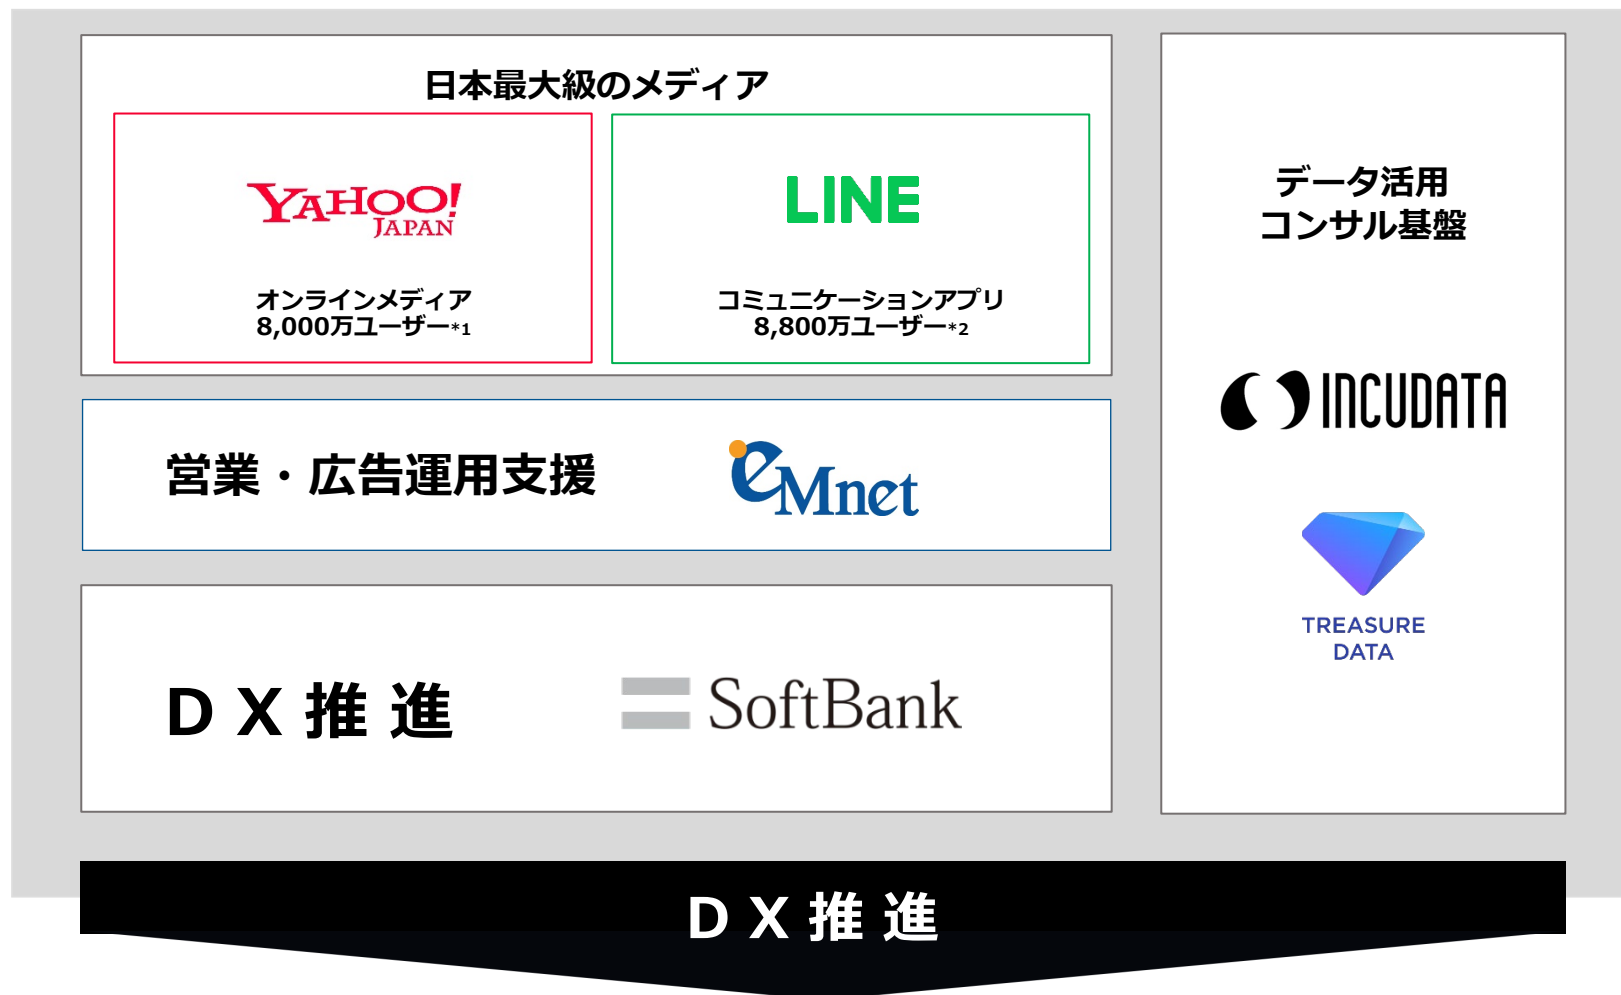 日本最大級のメディア
YAHOO!
JAPAN
オンラインメディア
8,000万ユーザー*1
LINE
コミュニケーションアプリ
8,800万ユーザー*2
営業・広告運用支援
eMnet
DX推進
SoftBank
データ活用
コンサル基盤
INCUDATA
TREASURE
DATA
DX推進